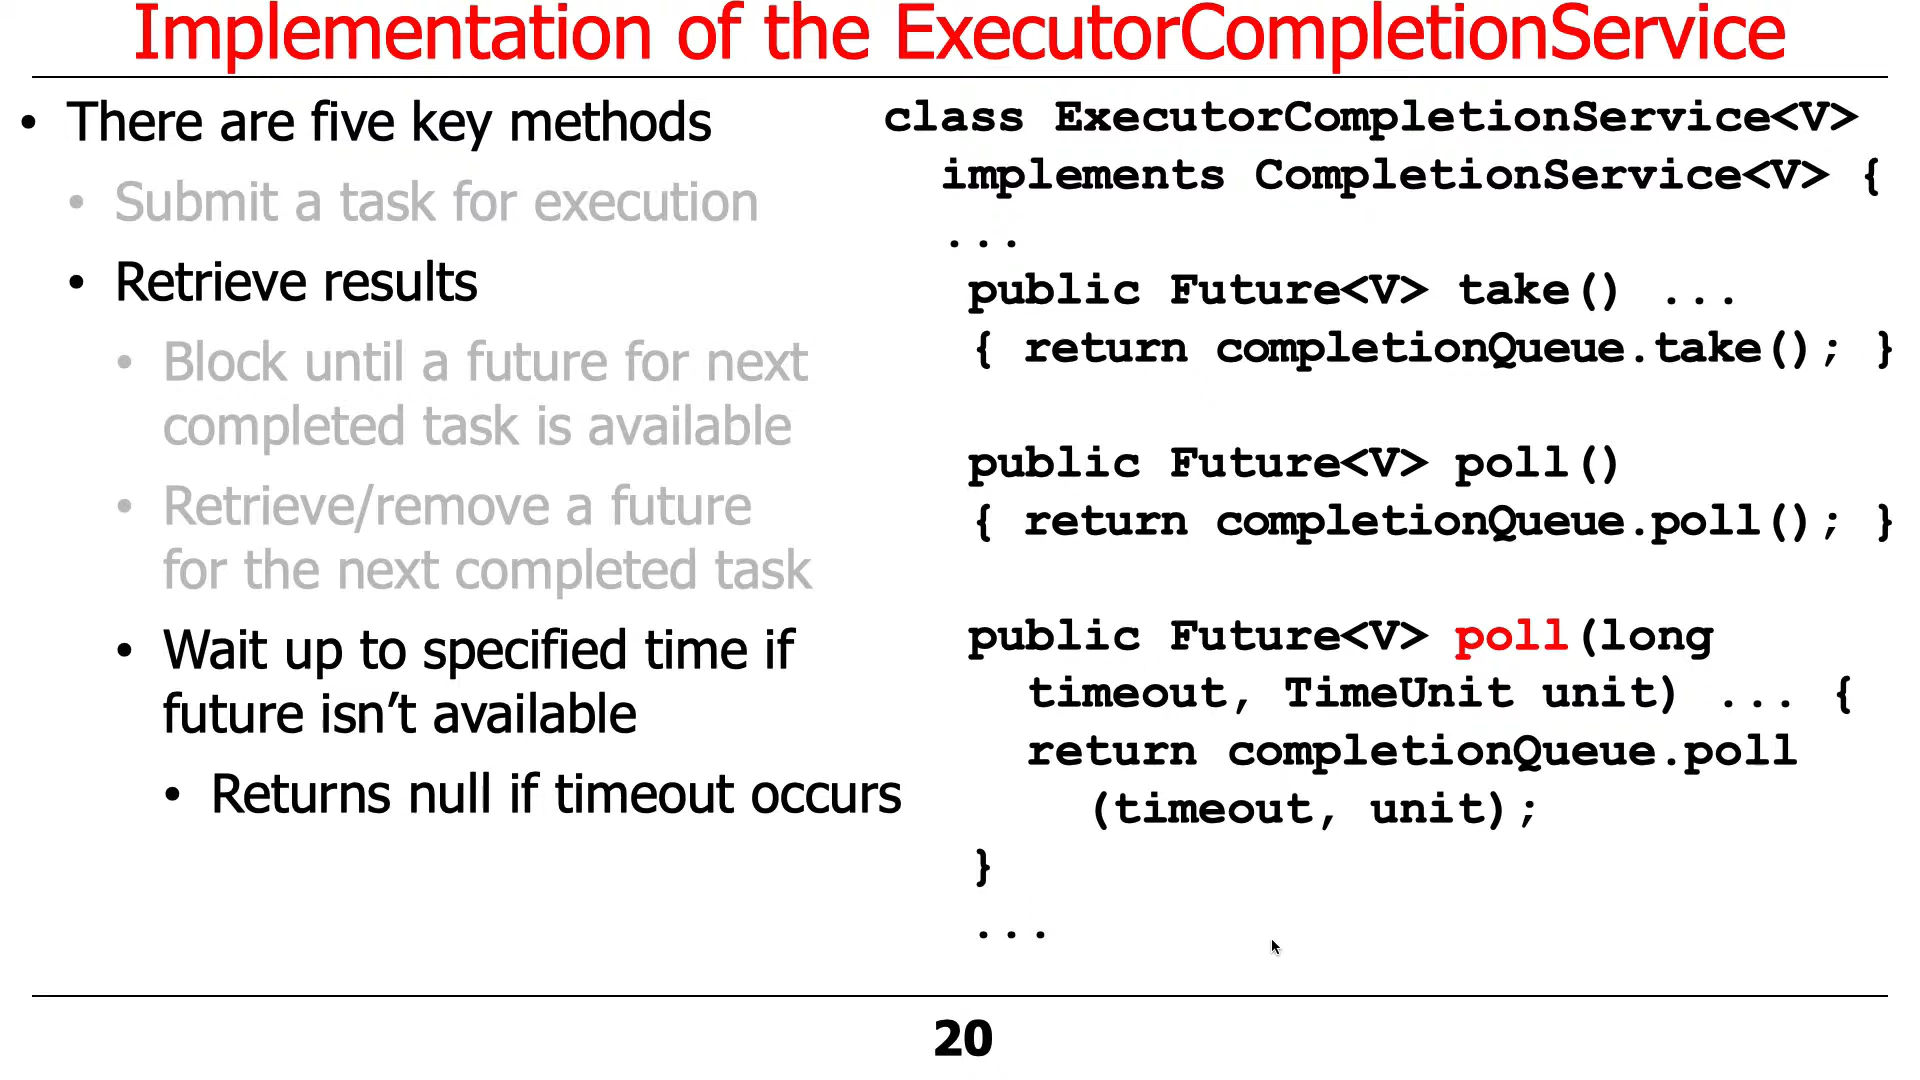 Implementation of the ExecutorCompletionService
• There are five key methods
• Submit a task for execution
• Retrieve results
• Block until a future for next
completed task is available
• Retrieve/remove a future
for the next completed task
• Wait up to specified time if
future isn’t available
• Returns null if timeout occurs
class ExecutorCompletionService<V>
implements CompletionService<V> {
...
public Future<V> take() ...
{ return completionQueue.take(); }
public Future<V> poll()
{ return completionQueue.poll(); }
public Future<V> poll(long
timeout, TimeUnit unit) ... {
return completionQueue.poll
(timeout, unit);
}
...
20